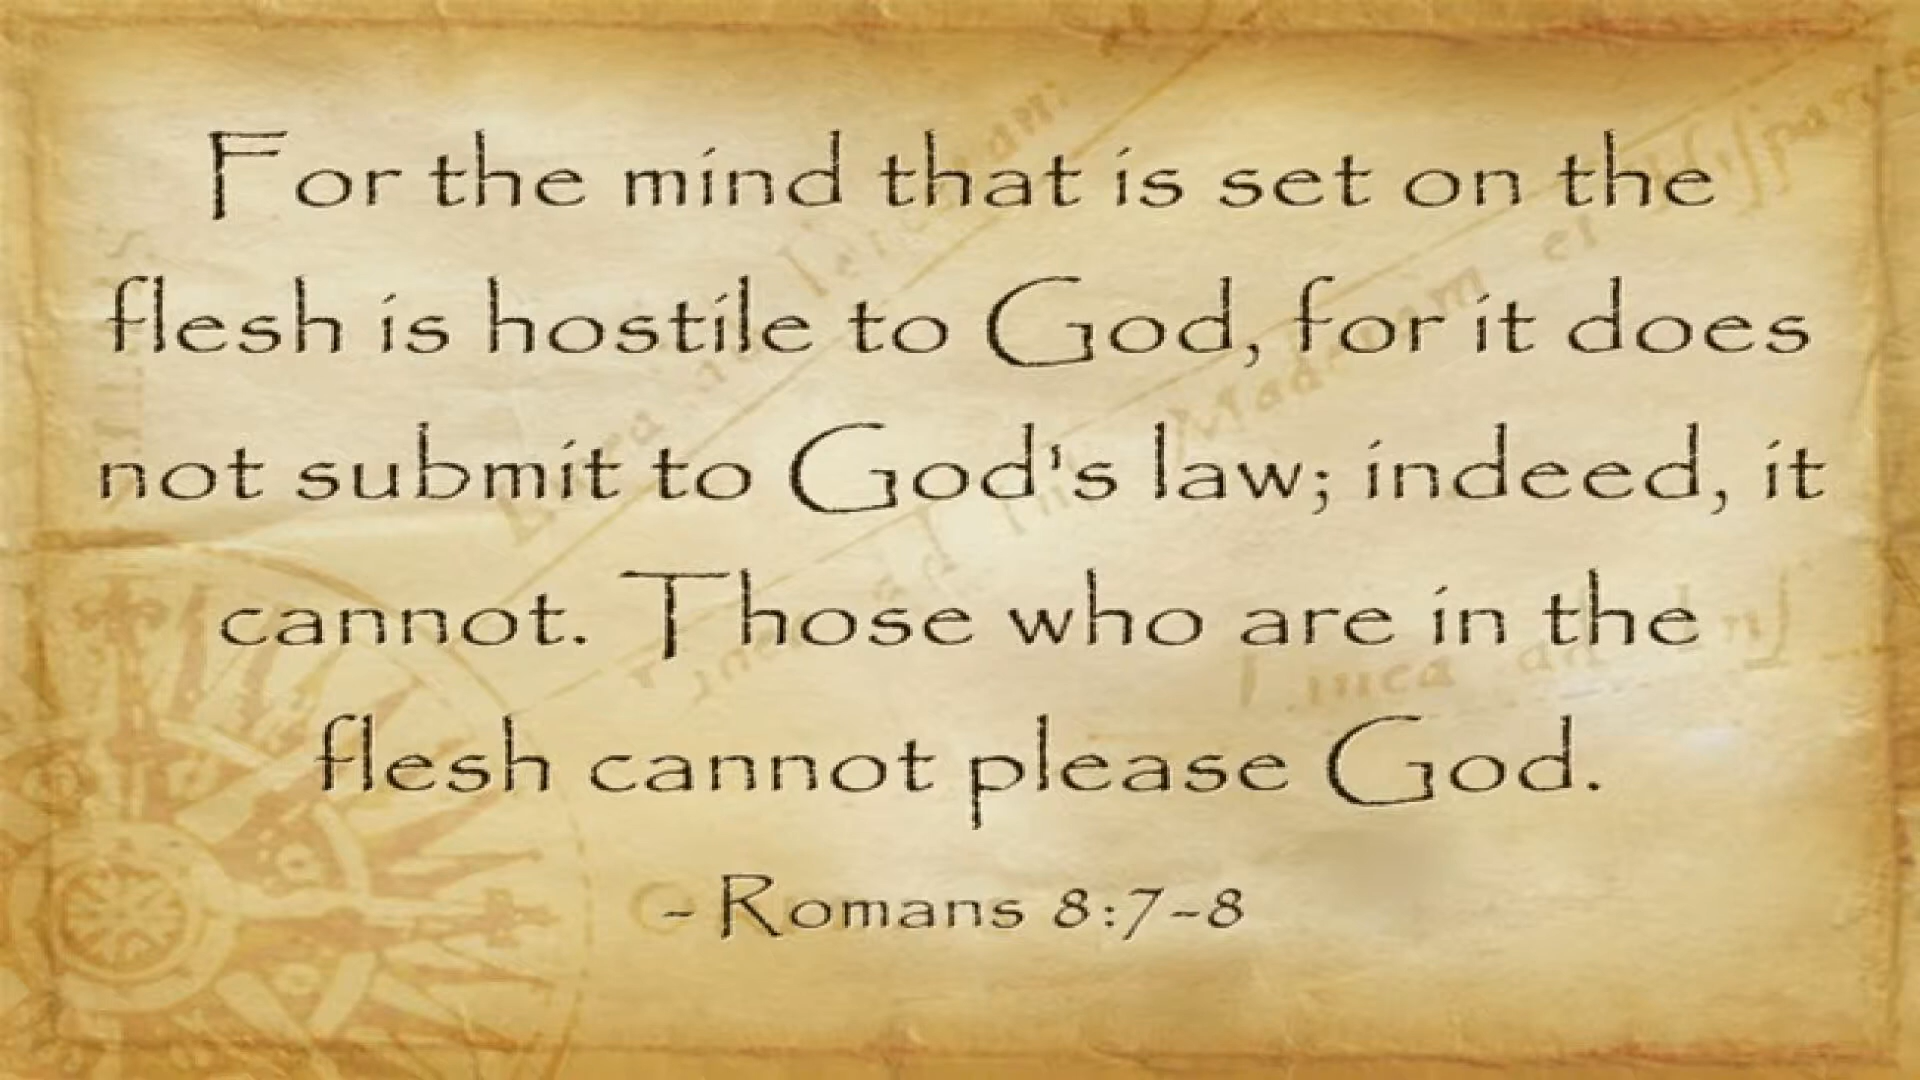 For the mind that is set on the
flesh is hostile to God, for it does
not submit to God's law; indeed, it
cannot. Those who are in the
flesh cannot please God.
- Romans 8:7-8